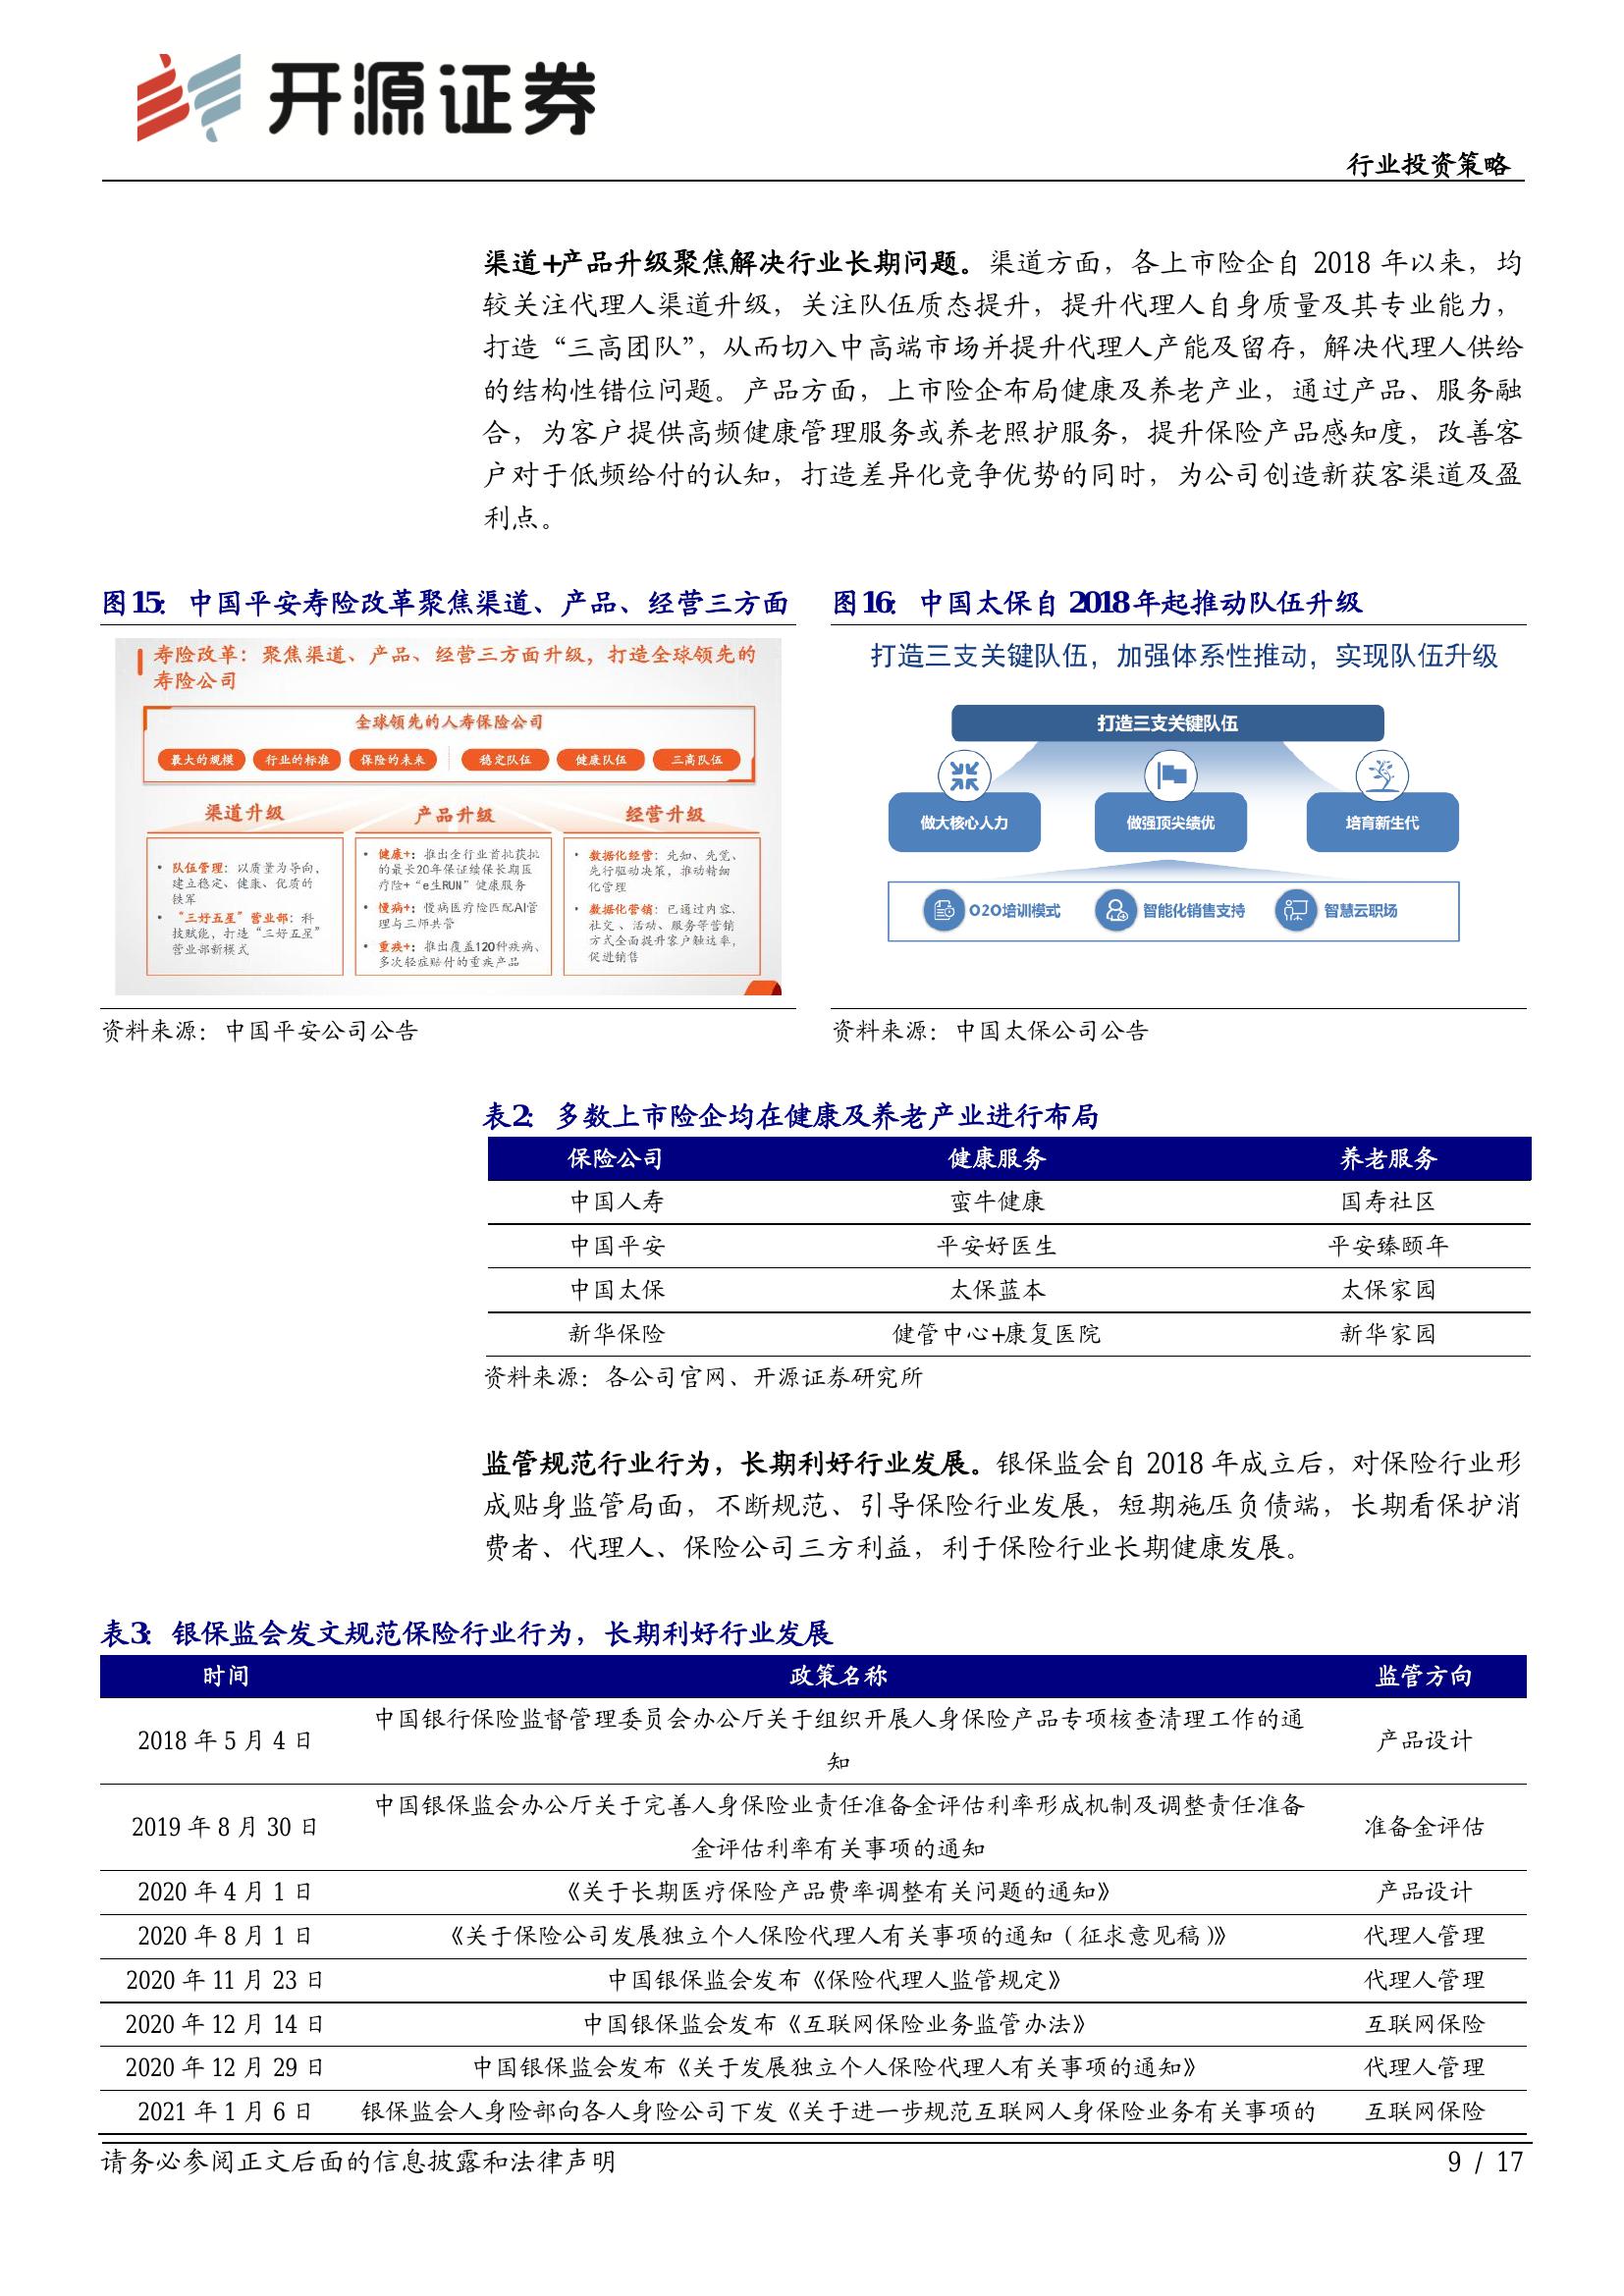 开源证券
行业投资策略
渠道+产品升级聚焦解决行业长期问题。渠道方面，各上市险企自 2018 年以来，均
较关注代理人渠道升级，关注队伍质态提升，提升代理人自身质量及其专业能力，
打造“三高团队”，从而切入中高端市场并提升代理人产能及留存，解决代理人供给
的结构性错位问题。产品方面，上市险企布局健康及养老产业，通过产品、服务融
合，为客户提供高频健康管理服务或养老照护服务，提升保险产品感知度，改善客
户对于低频给付的认知，打造差异化竞争优势的同时，为公司创造新获客渠道及盈
利点。
图15： 中国平安寿险改革聚焦渠道、产品、经营三方面
寿险改革：聚焦渠道、产品、经营三方面升级，打造全球领先的
寿险公司
全球领先的人寿保险公司
最大的规模 行业的标准 保险的未来 稳定队伍 健康队伍 三高队伍
渠道升级 产品升级 经营升级
• 队伍管理：以质量为导向，
建立稳定、健康、优质的
铁军
• “三好五星”营业部：科
技赋能，打造“三好五星”
营业部新模式
• 健康+：推出全行业首批获批
的最长20年保证续保长期医
疗险+“e生RUN”健康服务
• 慢病+：慢病医疗险匹配AI管
理与三师共管
• 重疾+：推出覆盖120种疾病、
多次轻症赔付的重疾产品
• 数据化经营：先知、先觉、
先行驱动决策，推动精细
化管理
• 数据化营销：已通过内容、
社交、活动、服务等营销
方式全面提升客户触达率，
促进销售
资料来源：中国平安公司公告
图16： 中国太保自 2018 年起推动队伍升级
打造三支关键队伍，加强体系性推动，实现队伍升级
打造三支关键队伍
做大核心人力 做强顶尖绩优 培育新生代
O2O培训模式 智能化销售支持 智慧云职场
资料来源：中国太保公司公告
表2： 多数上市险企均在健康及养老产业进行布局
保险公司 健康服务 养老服务
中国人寿 蛮牛健康 国寿社区
中国平安 平安好医生 平安臻颐年
中国太保 太保蓝本 太保家园
新华保险 健管中心+康复医院 新华家园
资料来源：各公司官网、开源证券研究所
监管规范行业行为，长期利好行业发展。银保监会自 2018 年成立后，对保险行业形
成贴身监管局面，不断规范、引导保险行业发展，短期施压负债端，长期看保护消
费者、代理人、保险公司三方利益，利于保险行业长期健康发展。
表3： 银保监会发文规范保险行业行为，长期利好行业发展
时间 政策名称 监管方向
2018 年 5 月 4 日 中国银行保险监督管理委员会办公厅关于组织开展人身保险产品专项核查清理工作的通 产品设计
知
2019 年 8 月 30 日 中国银保监会办公厅关于完善人身保险业责任准备金评估利率形成机制及调整责任准备 准备金评估
金评估利率有关事项的通知
2020 年 4 月 1 日 《关于长期医疗保险产品费率调整有关问题的通知》 产品设计
2020 年 8 月 1 日 《关于保险公司发展独立个人保险代理人有关事项的通知（征求意见稿）》 代理人管理
2020 年 11 月 23 日 中国银保监会发布《保险代理人监管规定》 代理人管理
2020 年 12 月 14 日 中国银保监会发布《互联网保险业务监管办法》 互联网保险
2020 年 12 月 29 日 中国银保监会发布《关于发展独立个人保险代理人有关事项的通知》 代理人管理
2021 年 1 月 6 日 银保监会人身险部向各人身险公司下发《关于进一步规范互联网人身保险业务有关事项的 互联网保险
请务必参阅正文后面的信息披露和法律声明
9 / 17